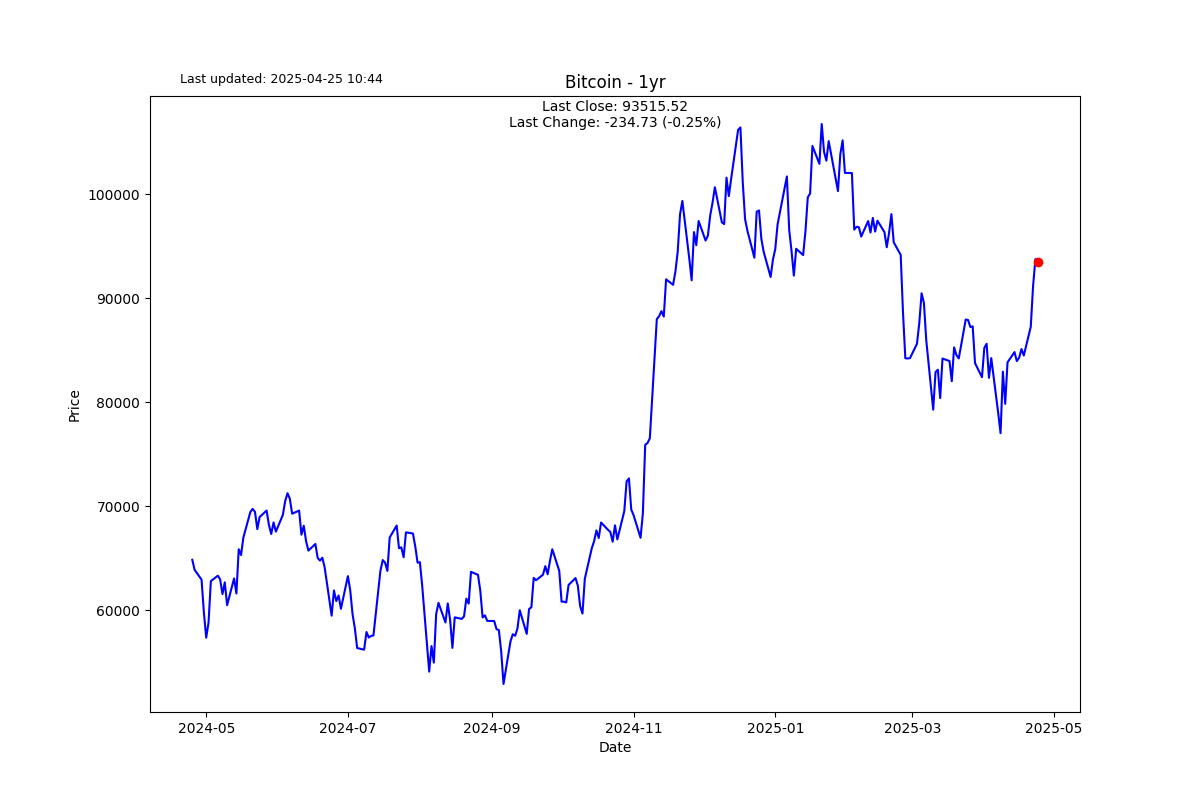 Last updated: 2025-04-25 10:44
Bitcoin - 1yr
Last Close: 93515.52
Last Change: -234.73 (-0.25%)
100000
90000
80000
70000
60000
Price
2024-05
2024-07
2024-09
2024-11
2025-01
2025-03
2025-05
Date